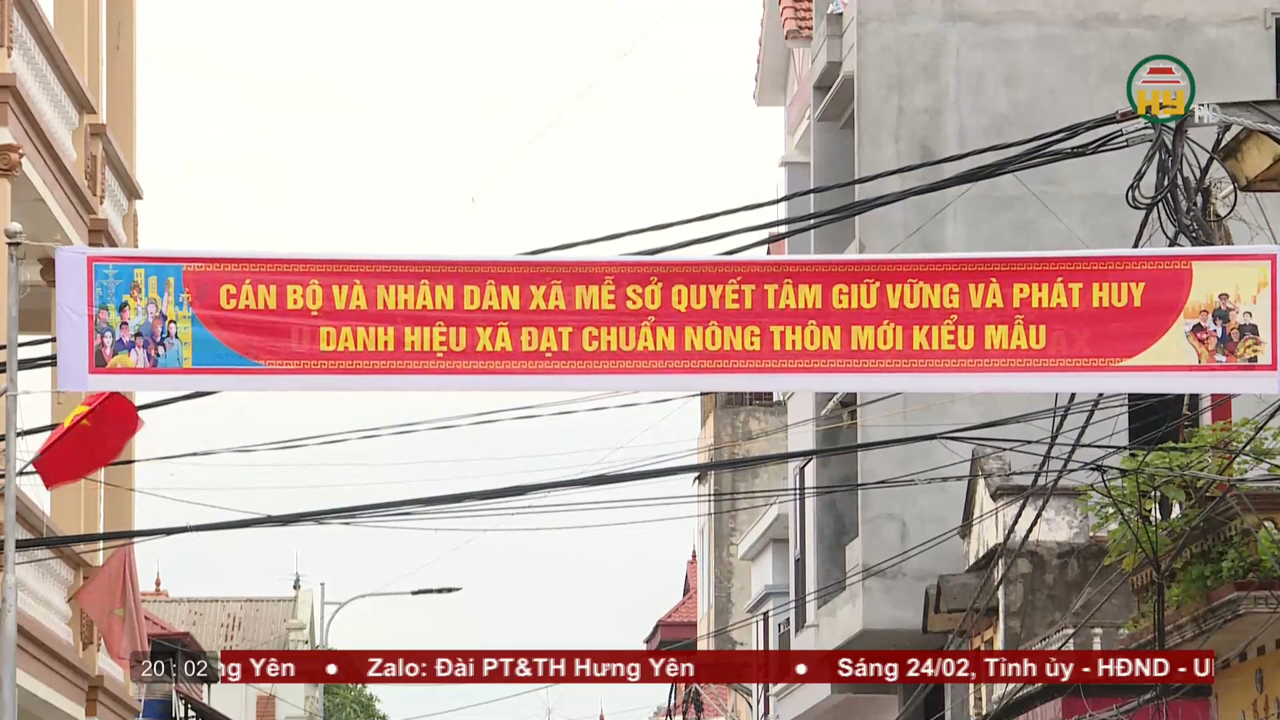 HY
HD
CÁN BỘ VÀ NHÂN DÂN XÃ MỄ SỞ QUYẾT TÂM GIỮ VỮNG VÀ PHÁT HUY
DANH HIỆU XÃ ĐẠT CHUẨN NÔNG THÔN MỚI KIỂU MẪU
20 : 02 ng Yên ● Zalo: Đài PT&TH Hưng Yên ● Sáng 24/02, Tỉnh ủy - HĐND - U